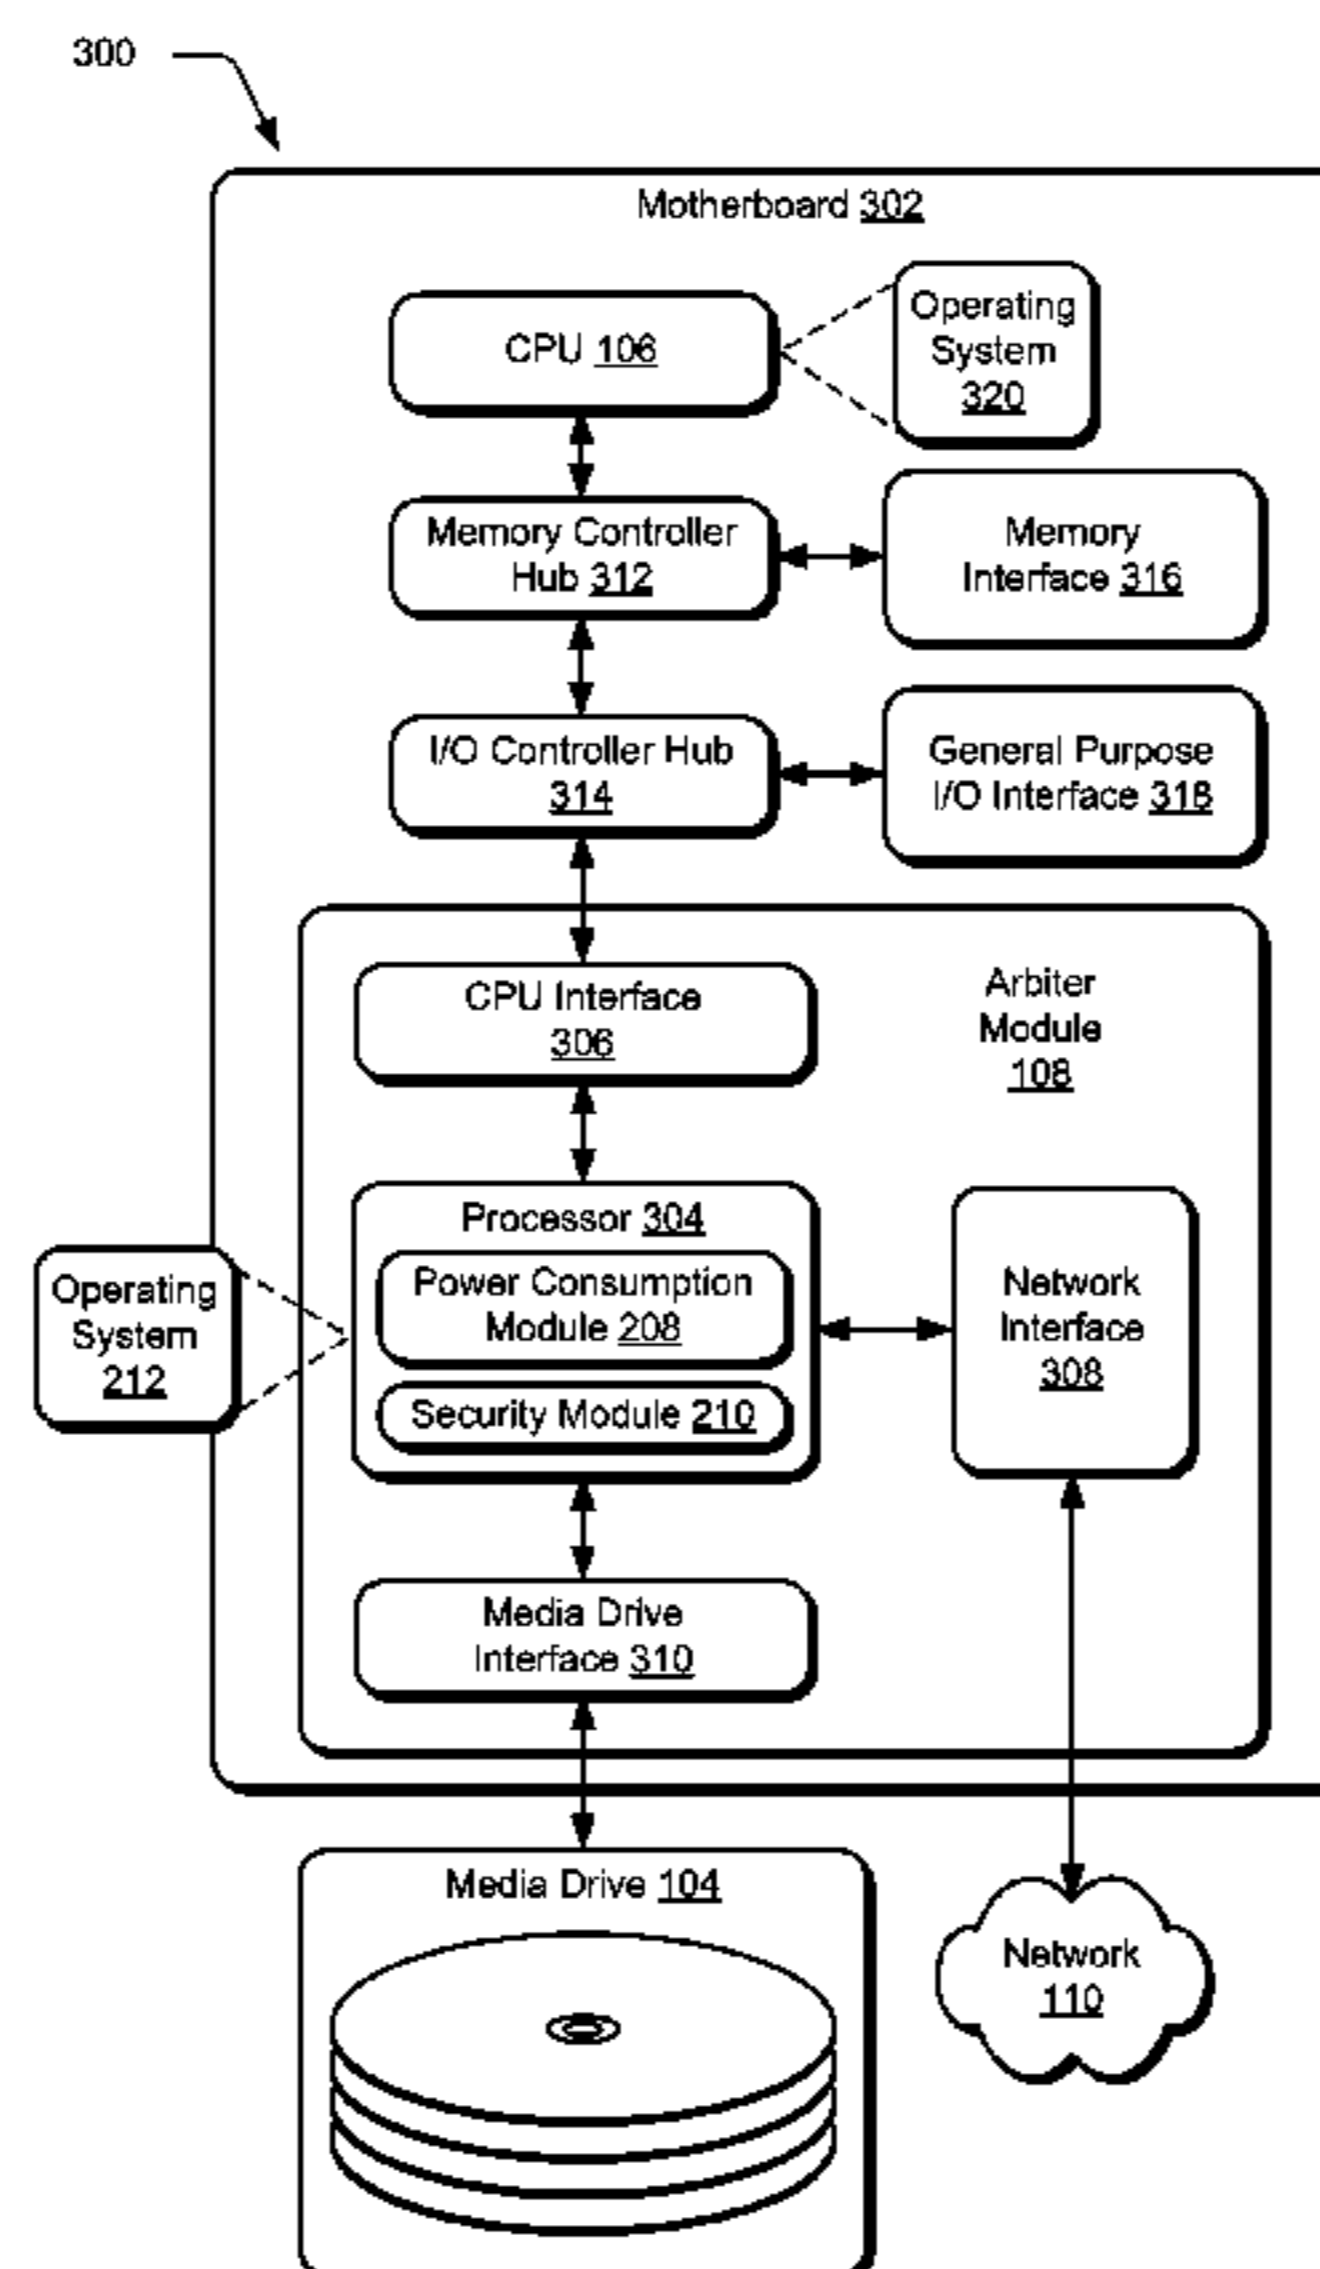 300
Motherboard 302
CPU 106
Operating
System
320
Memory Controller
Hub 312
Memory
Interface 316
I/O Controller Hub
314
General Purpose
I/O Interface 318
CPU Interface
306
Arbiter
Module
108
Processor 304
Power Consumption
Module 208
Security Module 210
Operating
System
212
Network
Interface
308
Media Drive
Interface 310
Media Drive 104
Network
110